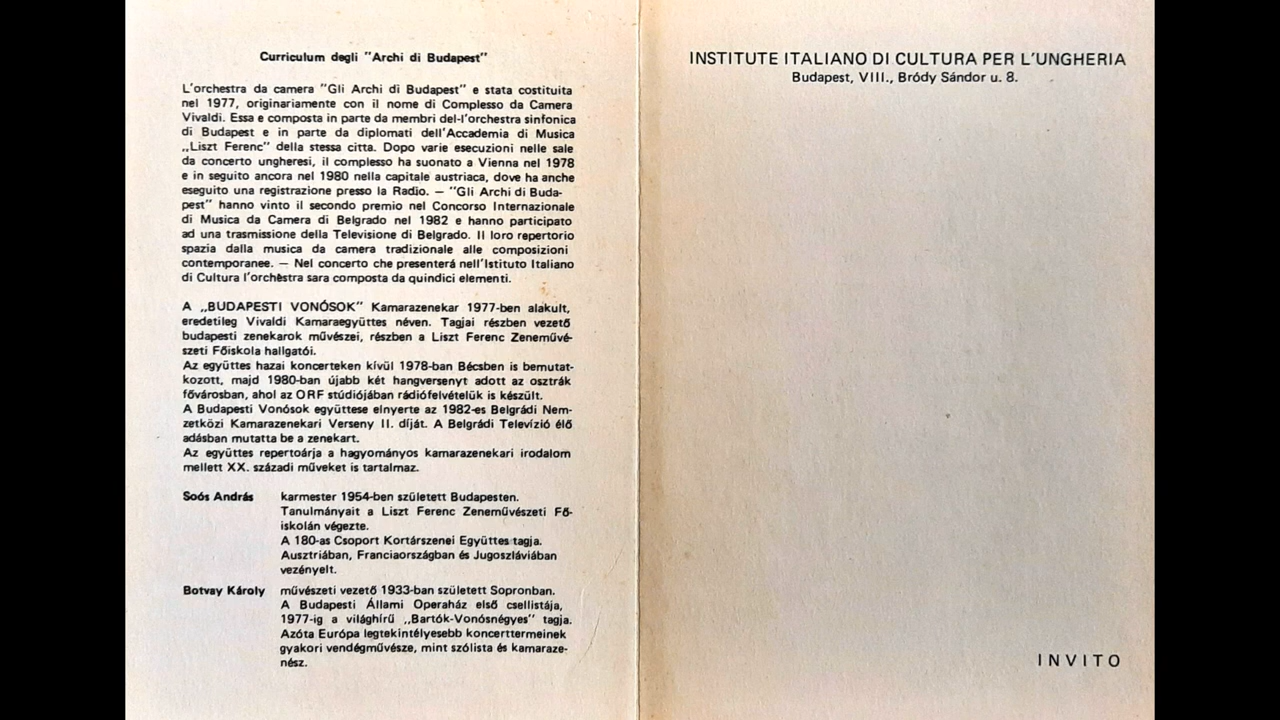 Curriculum degli "Archi di Budapest"
L'orchestra da camera "Gli Archi di Budapest" e stata costituita
nel 1977, originariamente con il nome di Complesso da Camera
Vivaldi. Essa e composta in parte da membri del-l'orchestra sinfonica
di Budapest e in parte da diplomati dell'Accademia di Musica
„Liszt Ferenc" della stessa citta. Dopo varie esecuzioni nelle sale
da concerto ungheresi, il complesso ha suonato a Vienna nel 1978
e in seguito ancora nel 1980 nella capitale austriaca, dove ha anche
eseguito una registrazione presso la Radio. — "Gli Archi di Buda-
pest" hanno vinto il secondo premio nel Concorso Internazionale
di Musica da Camera di Belgrado nel 1982 e hanno participato
ad una trasmissione della Televisione di Belgrado. Il loro repertorio
spazia dalla musica da camera tradizionale alle composizioni
contemporanee. — Nel concerto che presenterá nell'Istituto Italiano
di Cultura l'orchèstra sara composta da quindici elementi.
A „BUDAPESTI VONÓSOK" Kamarazenekar 1977-ben alakult,
eredetileg Vivaldi Kamaraegyüttes néven. Tagjai részben vezető
budapesti zenekarok művészei, részben a Liszt Ferenc Zeneművé-
szeti Főiskola hallgatói.
Az együttes hazai koncerteken kívül 1978-ban Bécsben is bemutat-
kozott, majd 1980-ban újabb két hangversenyt adott az osztrák
fővárosban, ahol az ORF stúdiójában rádiófelvételük is készült.
A Budapesti Vonósok együttese elnyerte az 1982-es Belgrádi Nem-
zetközi Kamarazenekari Verseny II. díját. A Belgrádi Televízió élő
adásban mutatta be a zenekart.
Az együttes repertoárja a hagyományos kamarazenekari irodalom
mellett XX. századi műveket is tartalmaz.
Soós András karmester 1954-ben született Budapesten.
Tanulmányait a Liszt Ferenc Zeneművészeti Fő-
iskolán végezte.
A 180-as Csoport Kortárszenei Együttes tagja.
Ausztriában, Franciaországban és Jugoszláviában
vezényelt.
Botvay Károly művészeti vezető 1933-ban született Sopronban.
A Budapesti Állami Operaház első csellistája,
1977-ig a világhírű „Bartók-Vonósnégyes" tagja.
Azóta Európa legtekintélyesebb koncerttermeinek
gyakori vendégművésze, mint szólista és kamaraze-
nész.
INSTITUTE ITALIANO DI CULTURA PER L'UNGHERIA
Budapest, VIII., Bródy Sándor u. 8.
INVITO